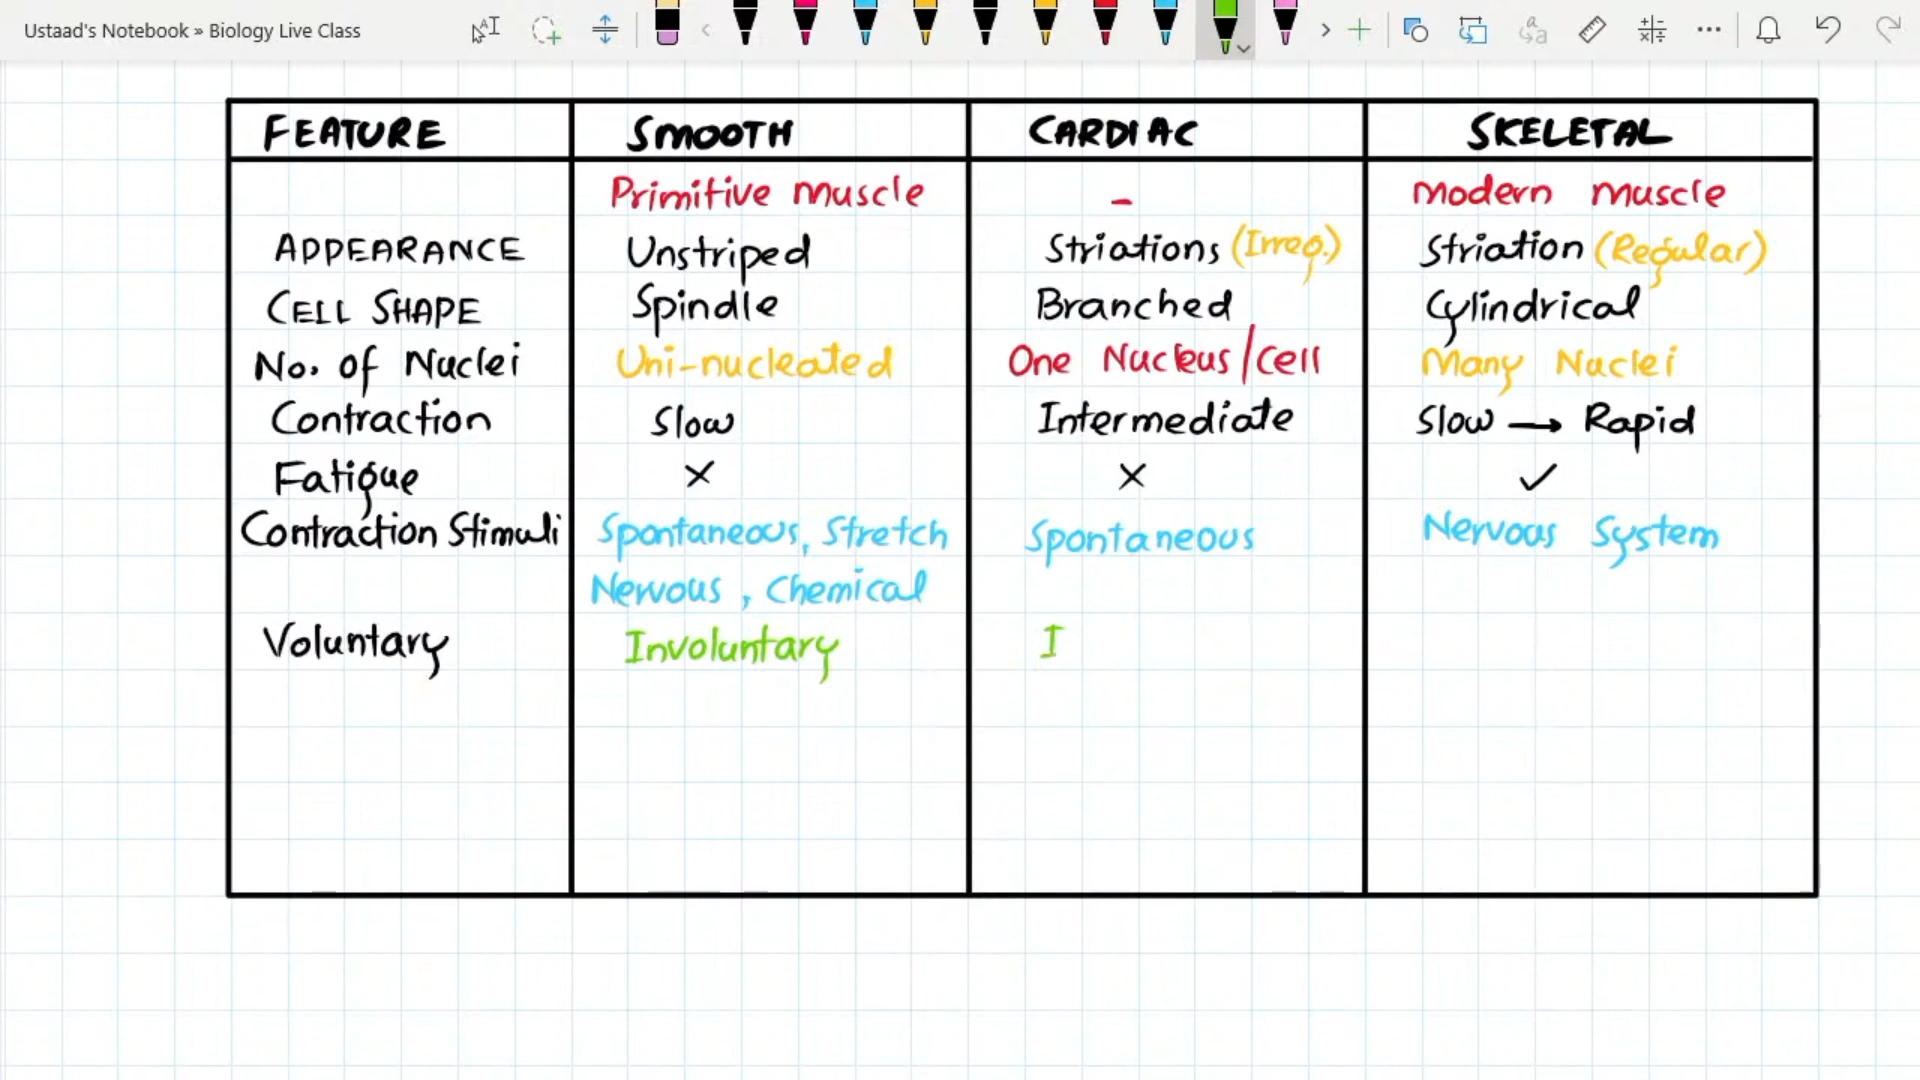 Ustaad's Notebook » Biology Live Class
FEATURE SMOOTH CARDIAC SKELETAL
Primitive muscle - Modern muscle
APPEARANCE Unstriped Striations (Irreg.) Striation (Regular)
CELL SHAPE Spindle Branched Cylindrical
No. of Nuclei Uni-nucleated One Nucleus/cell Many Nuclei
Contraction Slow Intermediate Slow → Rapid
Fatigue × × ✓
Contraction Stimuli Spontaneous, Stretch Spontaneous Nervous System
Nervous, Chemical
Voluntary Involuntary I